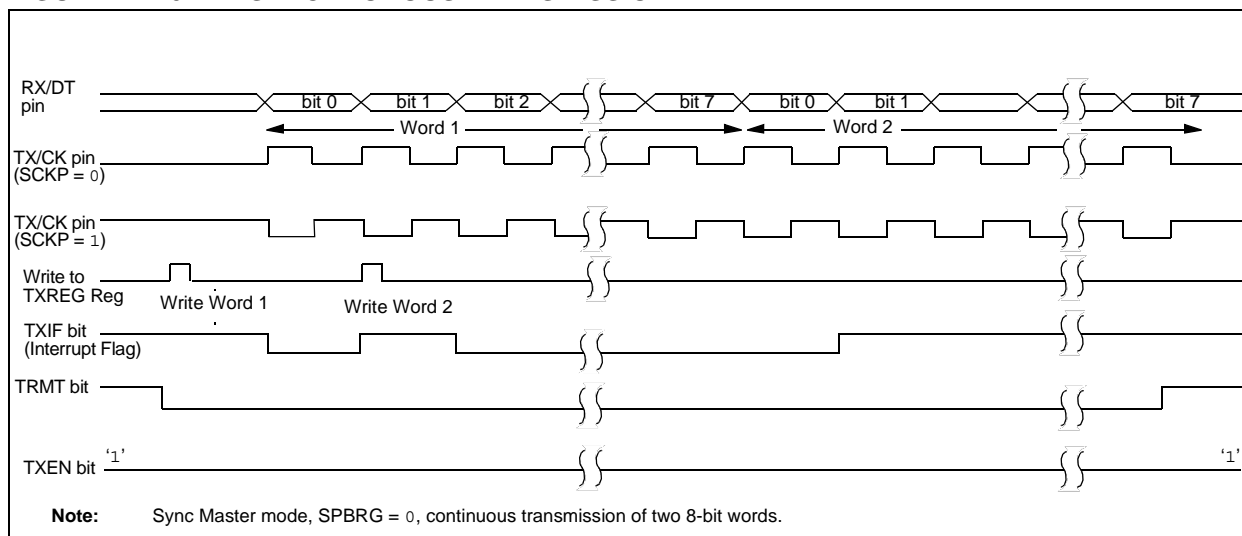 RX/DT
pin
bit 0 bit 1 bit 2 bit 7 bit 0 bit 1 bit 7
Word 1 Word 2
TX/CK pin
(SCKP = 0)
TX/CK pin
(SCKP = 1)
Write to
TXREG Reg
Write Word 1 Write Word 2
TXIF bit
(Interrupt Flag)
TRMT bit
TXEN bit '1' '1'
Note: Sync Master mode, SPBRG = 0, continuous transmission of two 8-bit words.